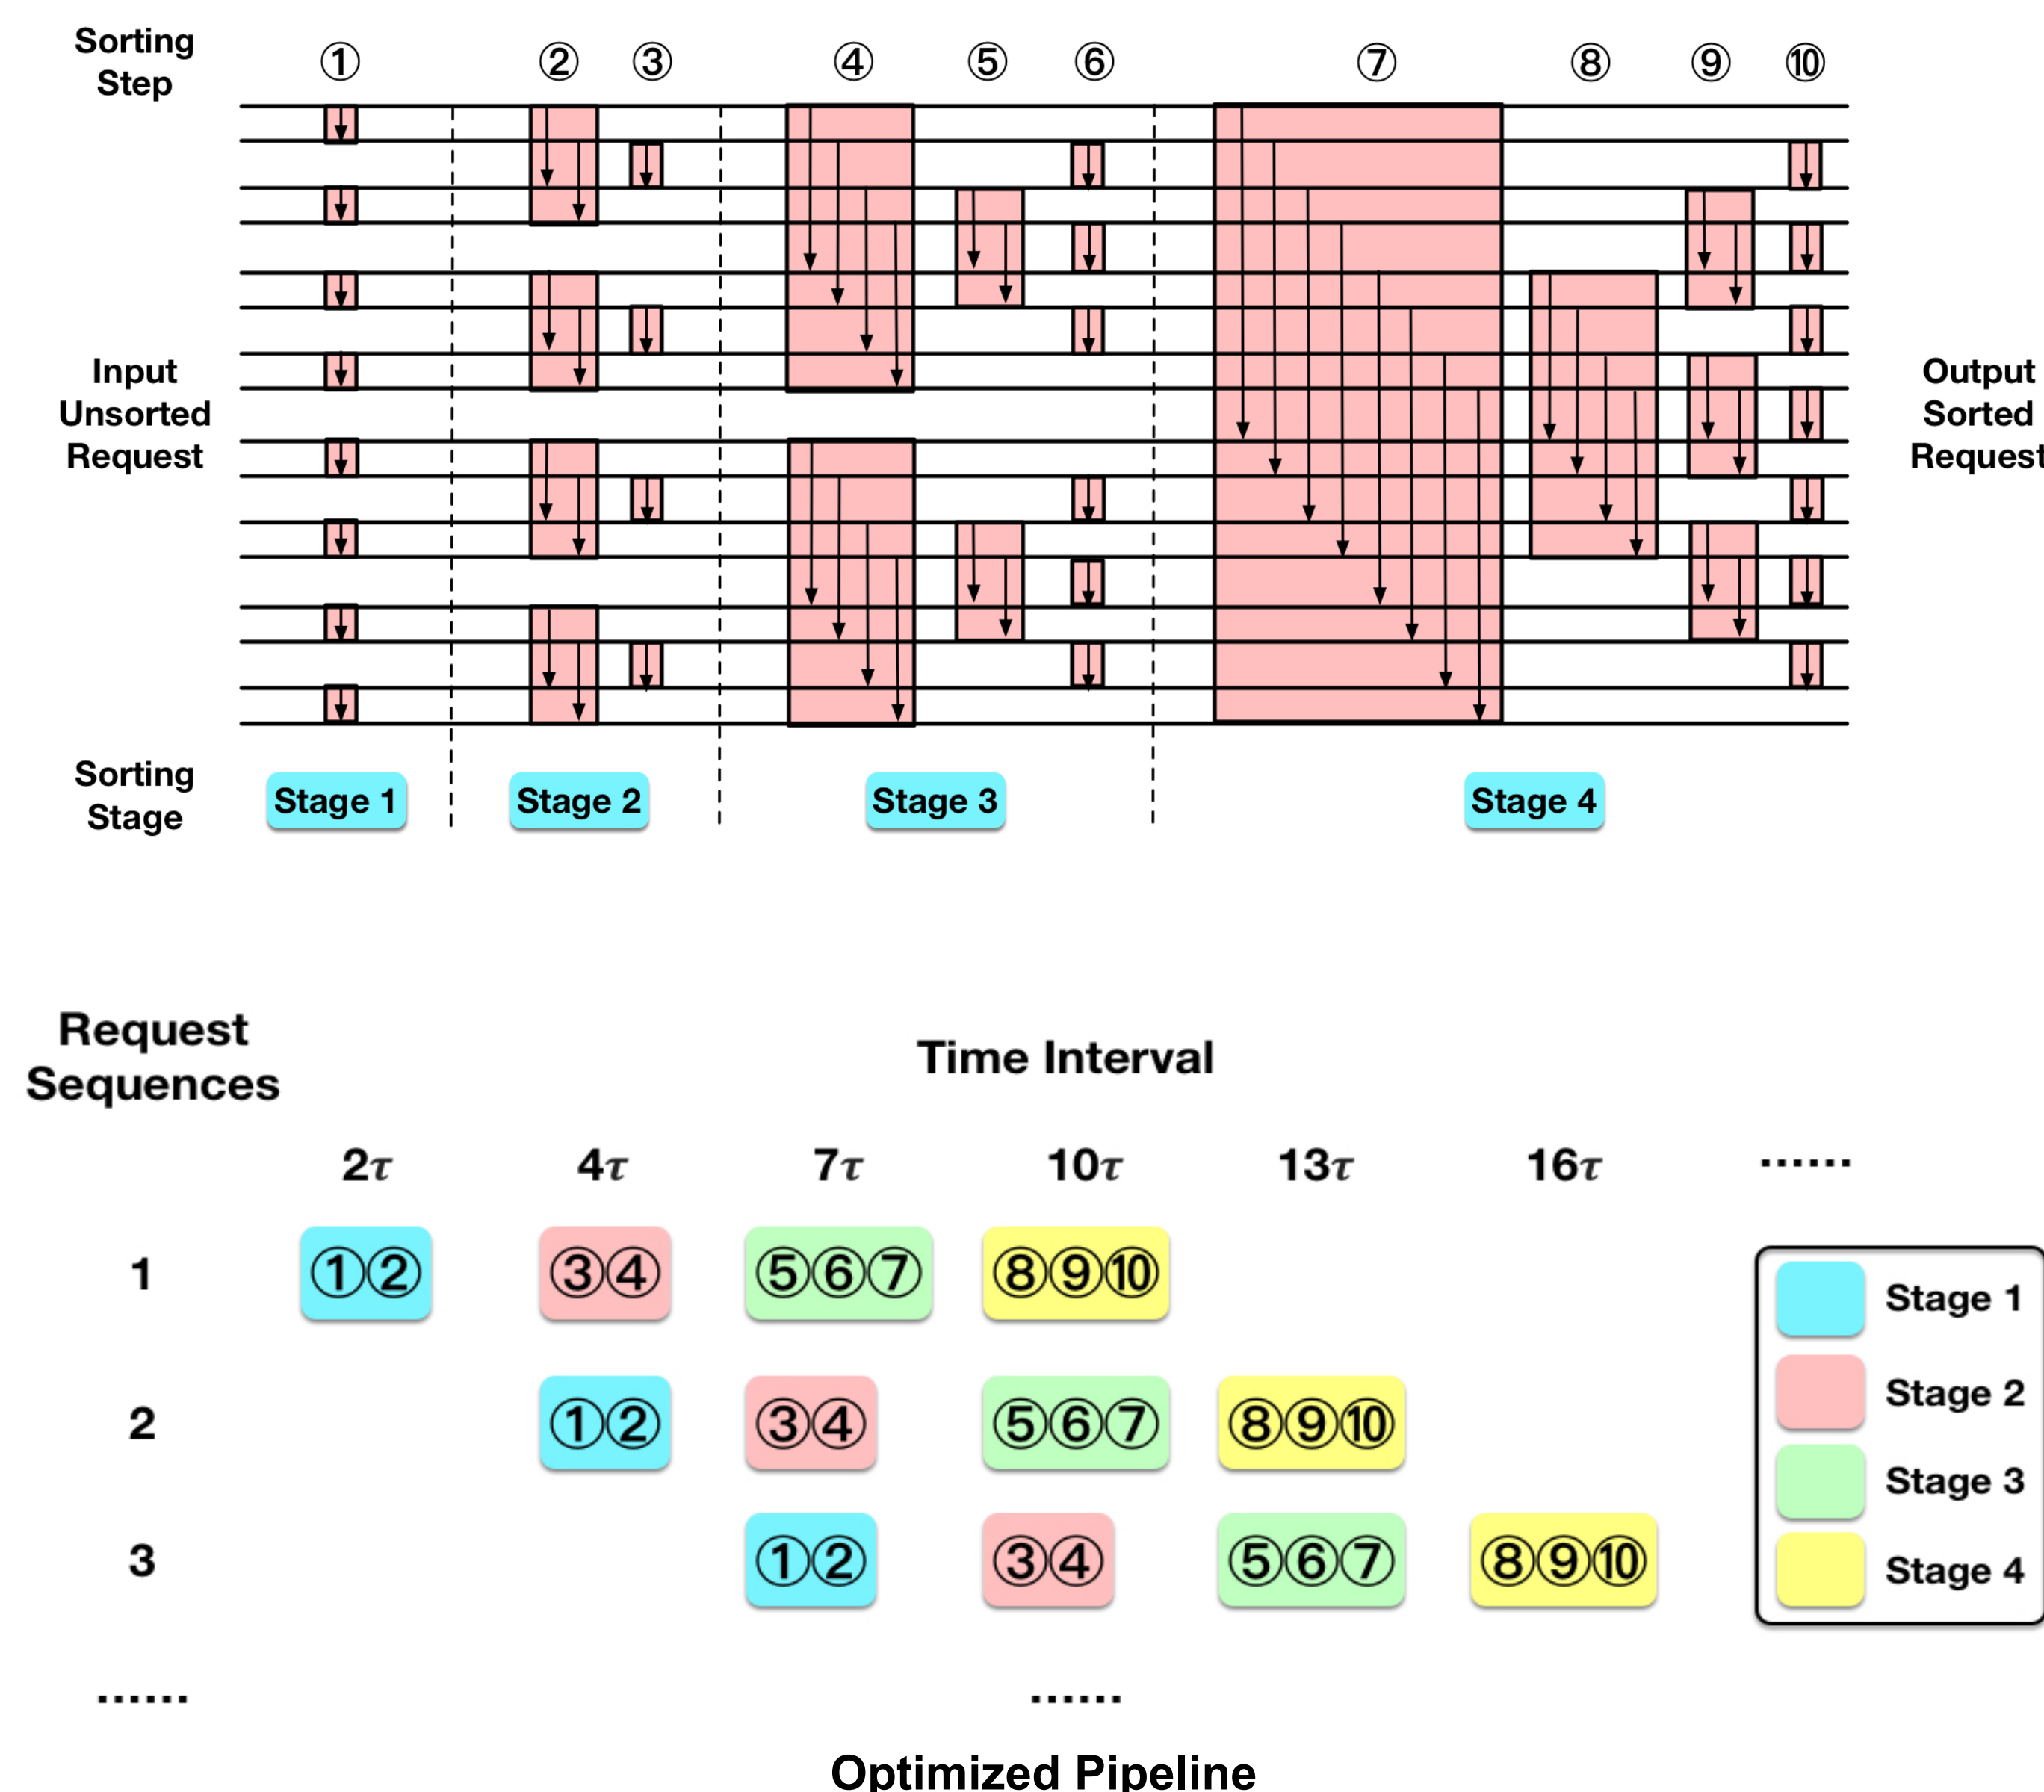 Sorting
Step
① ② ③ ④ ⑤ ⑥ ⑦ ⑧ ⑨ ⑩
Input
Unsorted
Request
Output
Sorted
Request
Sorting
Stage
Stage 1 Stage 2 Stage 3 Stage 4
Request
Sequences
Time Interval
2τ 4τ 7τ 10τ 13τ 16τ ......
1 ①② ③④ ⑤⑥⑦ ⑧⑨⑩
2 ①② ③④ ⑤⑥⑦ ⑧⑨⑩
3 ①② ③④ ⑤⑥⑦ ⑧⑨⑩
Stage 1
Stage 2
Stage 3
Stage 4
...... ......
Optimized Pipeline